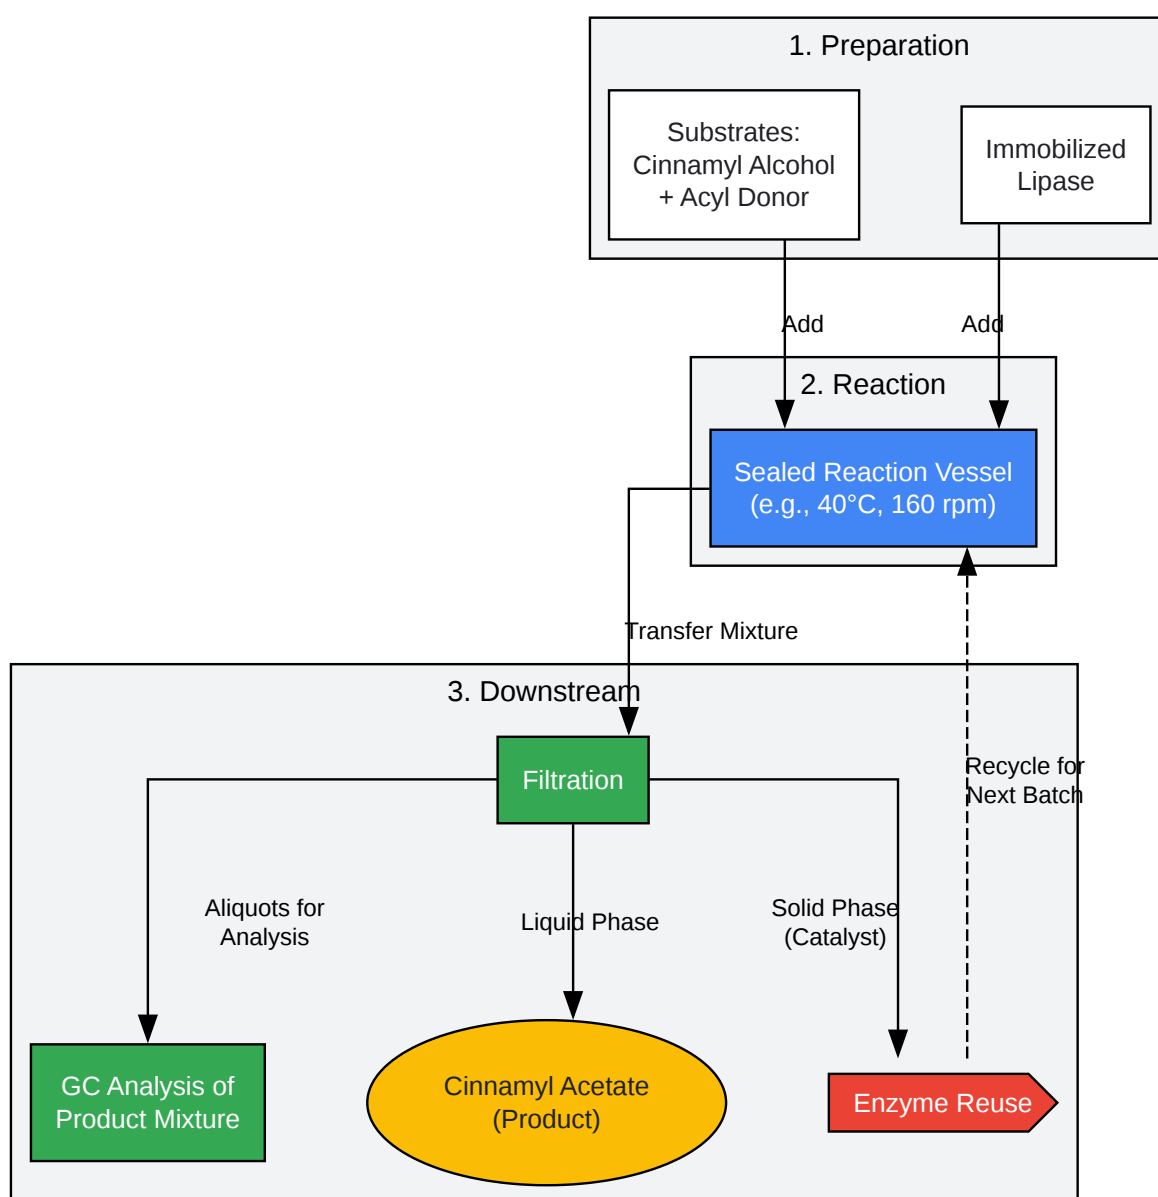 1. Preparation
Substrates:
Cinnamyl Alcohol
+ Acyl Donor
Immobilized
Lipase
Add
Add
2. Reaction
Sealed Reaction Vessel
(e.g., 40°C, 160 rpm)
Transfer Mixture
3. Downstream
Filtration
Recycle for
Next Batch
Aliquots for
Analysis
Liquid Phase
Solid Phase
(Catalyst)
GC Analysis of
Product Mixture
Cinnamyl Acetate
(Product)
Enzyme Reuse